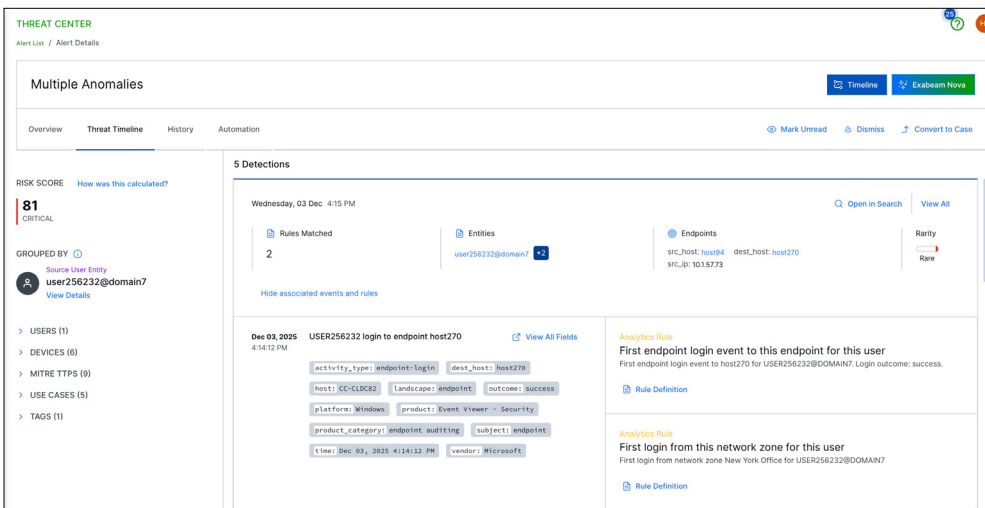 THREAT CENTER
25
Alert List / Alert Details
Multiple Anomalies
Timeline
Exabeam Nova
Overview
Threat Timeline
History
Automation
Mark Unread
Dismiss
Convert to Case
5 Detections
RISK SCORE
How was this calculated?
81
CRITICAL
GROUPED BY
Source User Entity
user256232@domain7
View Details
USERS (1)
DEVICES (6)
MITRE TTPS (9)
USE CASES (5)
TAGS (1)
Wednesday, 03 Dec 4:15 PM
Open in Search
View All
Rules Matched
2
Entities
user256232@domain7 +2
Endpoints
src_host: host94 dest_host: host270
src_ip: 10.1.57.73
Rarity
Rare
Hide associated events and rules
Dec 03, 2025
4:14:12 PM
USER256232 login to endpoint host270
View All Fields
activity_type: endpoint-login dest_host: host270
host: CC-CLDC82 landscape: endpoint outcome: success
platform: Windows product: Event Viewer - Security
product_category: endpoint auditing subject: endpoint
time: Dec 03, 2025 4:14:12 PM vendor: Microsoft
Analytics Rule
First endpoint login event to this endpoint for this user
First endpoint login event to host270 for USER256232@DOMAIN7. Login outcome: success.
Rule Definition
Analytics Rule
First login from this network zone for this user
First login from network zone New York Office for USER256232@DOMAIN7
Rule Definition